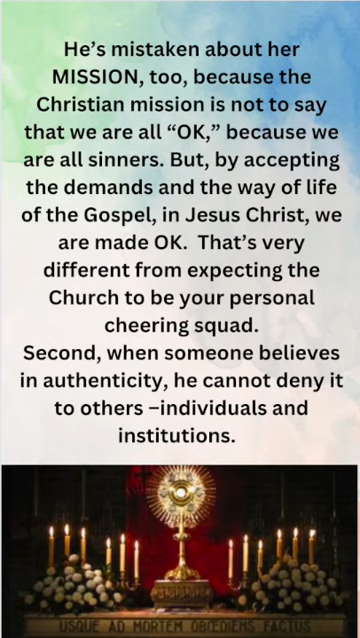 He’s mistaken about her
MISSION, too, because the
Christian mission is not to say
that we are all “OK,” because we
are all sinners. But, by accepting
the demands and the way of life
of the Gospel, in Jesus Christ, we
are made OK.  That’s very
different from expecting the
Church to be your personal
cheering squad.
Second, when someone believes
in authenticity, he cannot deny it
to others –individuals and
institutions.
USQUE AD MORTEM OBŒDIENS FACTUS